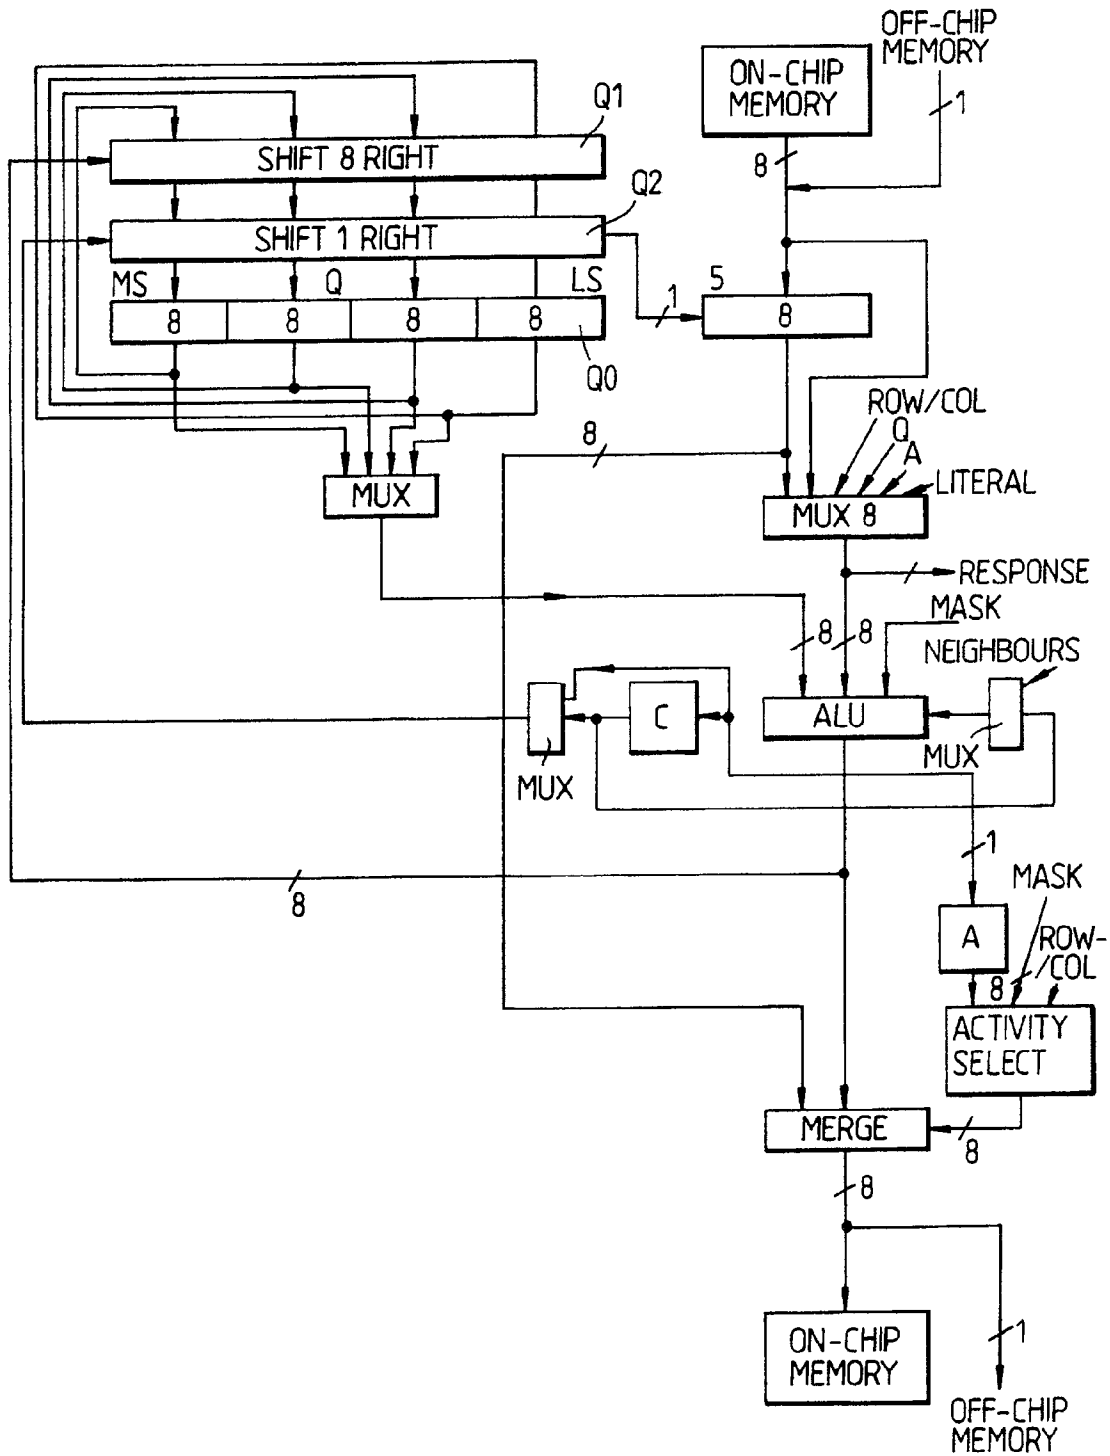 OFF-CHIP
MEMORY
ON-CHIP
MEMORY
1
8
Q1
SHIFT 8 RIGHT
Q2
SHIFT 1 RIGHT
MS
Q
LS
8
8
8
8
Q0
1
5
8
ROW/COL
Q
A
LITERAL
8
MUX
MUX 8
RESPONSE
MASK
8
8
NEIGHBOURS
C
ALU
MUX
MUX
1
8
MASK
A
ROW-
/COL
8
ACTIVITY
SELECT
MERGE
8
8
ON-CHIP
MEMORY
1
OFF-CHIP
MEMORY